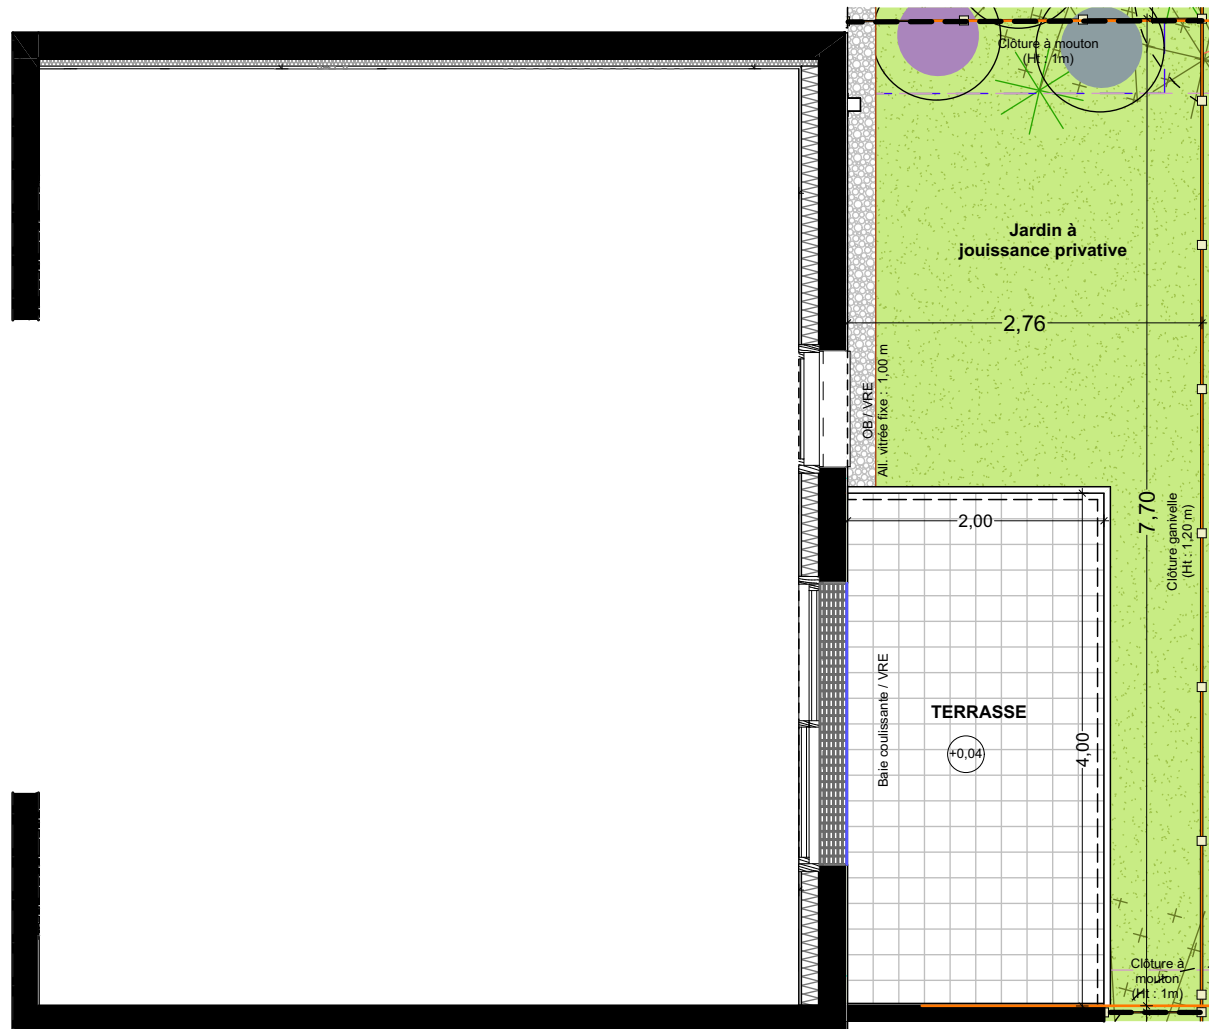 Clôture à mouton
(Ht : 1m)
Jardin à
jouissance privative
2,76
OB / VRE
All. vitrée fixe : 1,00 m
2,00
7,70
Clôture ganivelle
(Ht : 1,20 m)
Baie coulissante / VRE
TERRASSE
+0,04
4,00
Clôture à
mouton
(Ht : 1m)